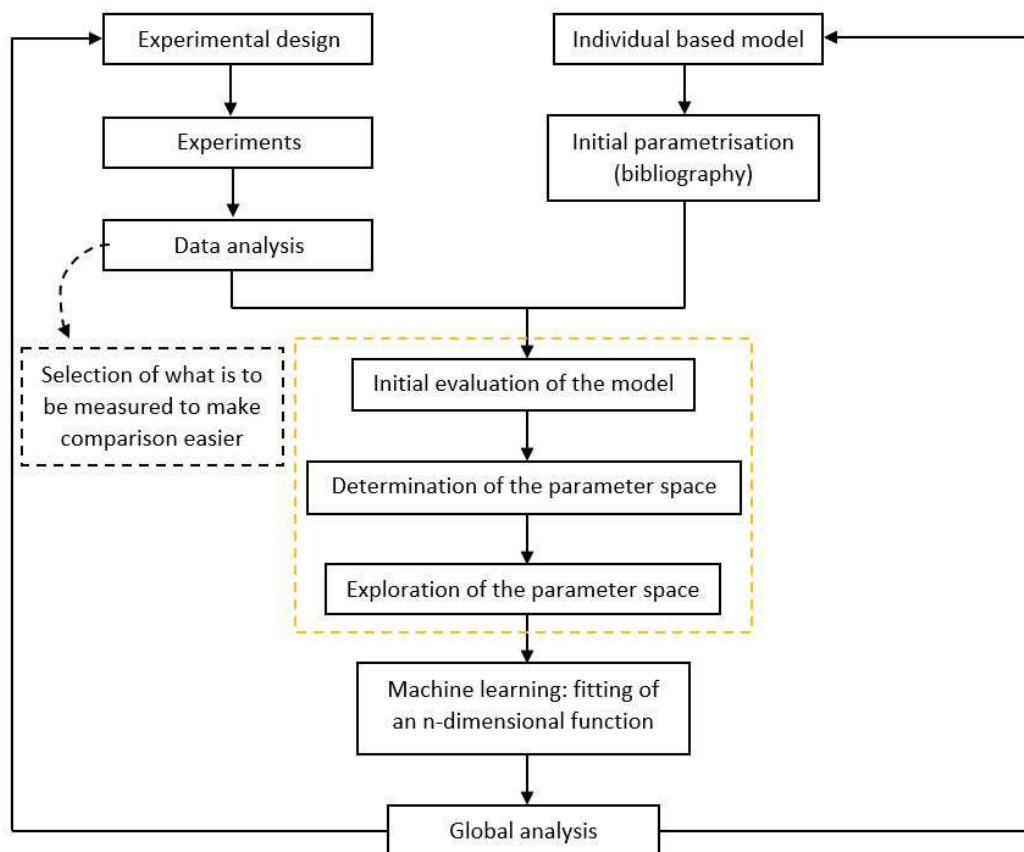 Experimental design
Individual based model
Experiments
Initial parametrisation
(bibliography)
Data analysis
Selection of what is to
be measured to make
comparison easier
Initial evaluation of the model
Determination of the parameter space
Exploration of the parameter space
Machine learning: fitting of
an n-dimensional function
Global analysis